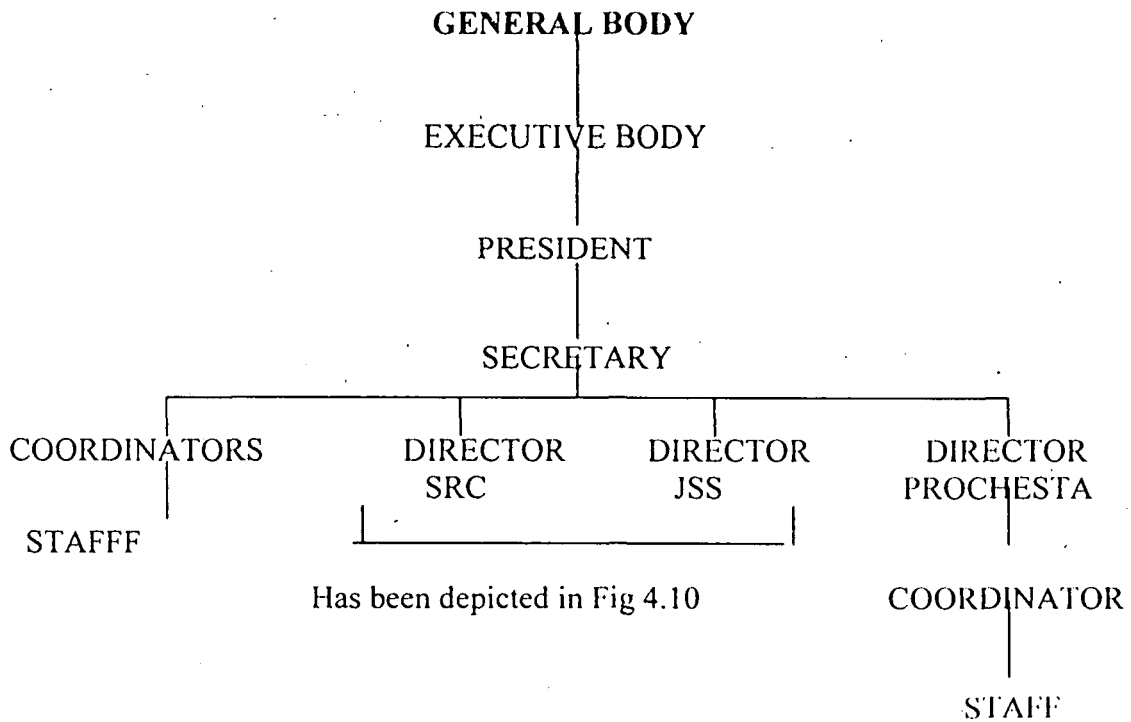 GENERAL BODY
EXECUTIVE BODY
PRESIDENT
SECRETARY
COORDINATORS DIRECTOR DIRECTOR DIRECTOR
SRC JSS PROCHESTA
STAFFF
Has been depicted in Fig 4.10 COORDINATOR
STAFF